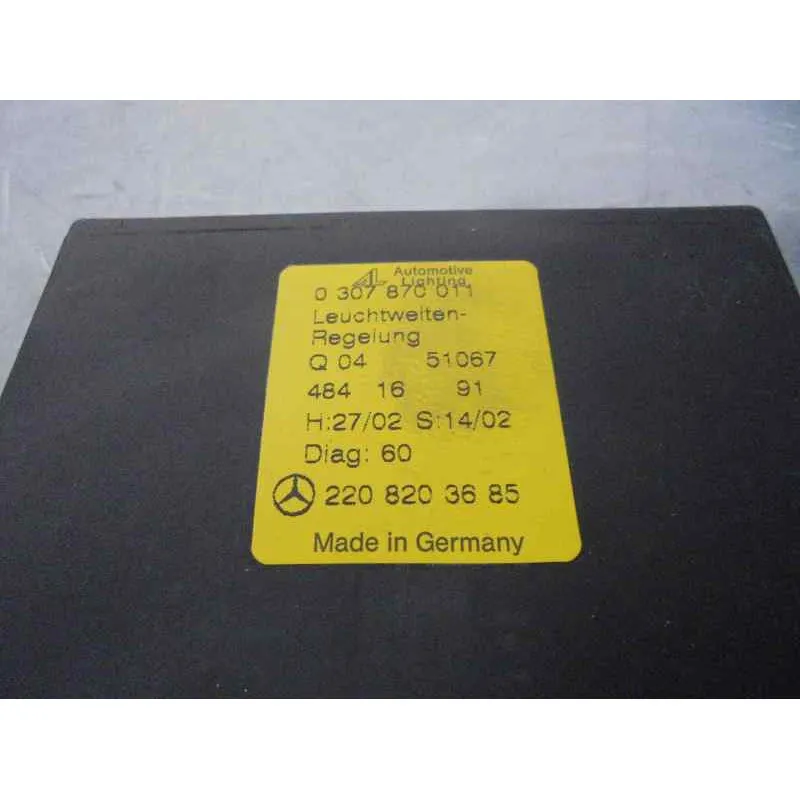 Automotive
Lighting
0 307 870 011
Leuchtweiten-
Regelung
Q 04 51067
484 16 91
H:27/02 S:14/02
Diag: 60
220 820 36 85
Made in Germany